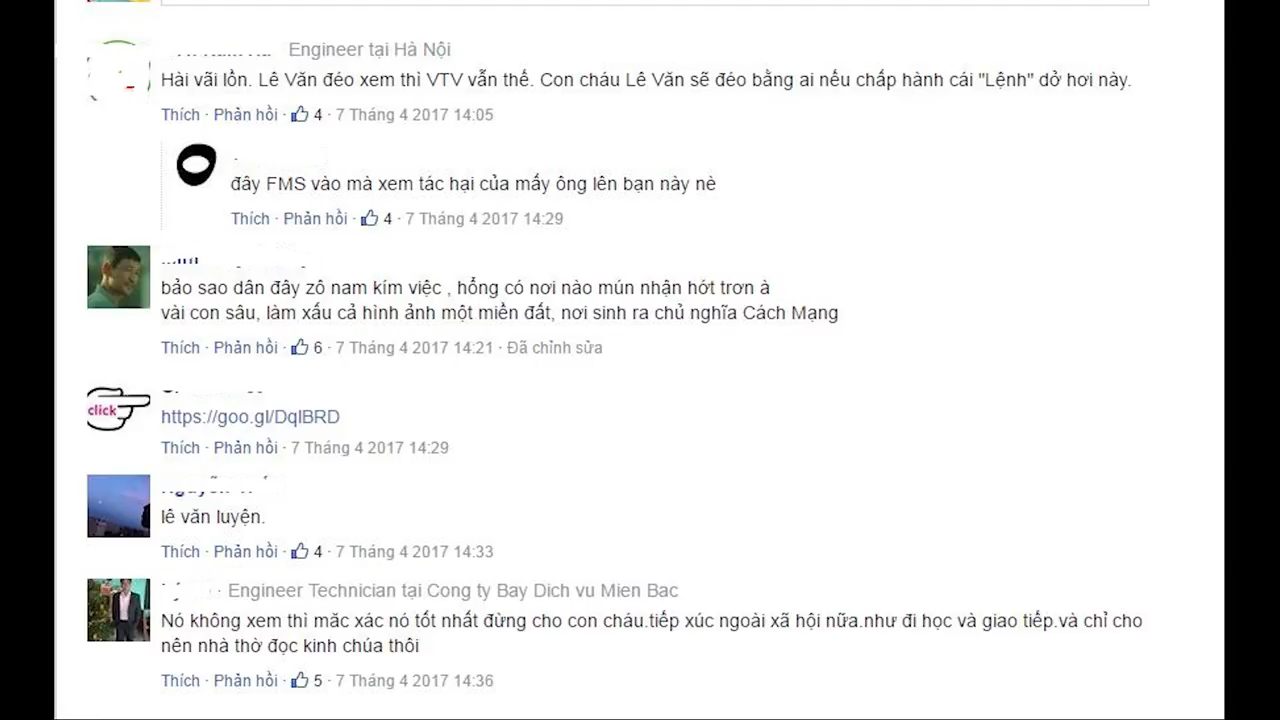 Engineer tại Hà Nội
Hài vãi lồn. Lê Văn đéo xem thì VTV vẫn thế. Con cháu Lê Văn sẽ đéo bằng ai nếu chấp hành cái "Lệnh" dở hơi này.
Thích · Phản hồi · 4 · 7 Tháng 4 2017 14:05
đây FMS vào mà xem tác hại của mấy ông lên bạn này nè
Thích · Phản hồi · 4 · 7 Tháng 4 2017 14:29
bảo sao dân đây zô nam kím việc , hổng có nơi nào mún nhận hót trơn à
vài con sâu, làm xấu cả hình ảnh một miền đất, nơi sinh ra chủ nghĩa Cách Mạng
Thích · Phản hồi · 6 · 7 Tháng 4 2017 14:21 · Đã chỉnh sửa
click
https://goo.gl/DqlBRD
Thích · Phản hồi · 7 Tháng 4 2017 14:29
lê văn luyện.
Thích · Phản hồi · 4 · 7 Tháng 4 2017 14:33
Engineer Technician tại Cong ty Bay Dich vu Mien Bac
Nó không xem thì mặc xác nó tốt nhất đừng cho con cháu.tiếp xúc ngoài xã hội nữa.như đi học và giao tiếp.và chỉ cho
nên nhà thờ đọc kinh chúa thôi
Thích · Phản hồi · 5 · 7 Tháng 4 2017 14:36